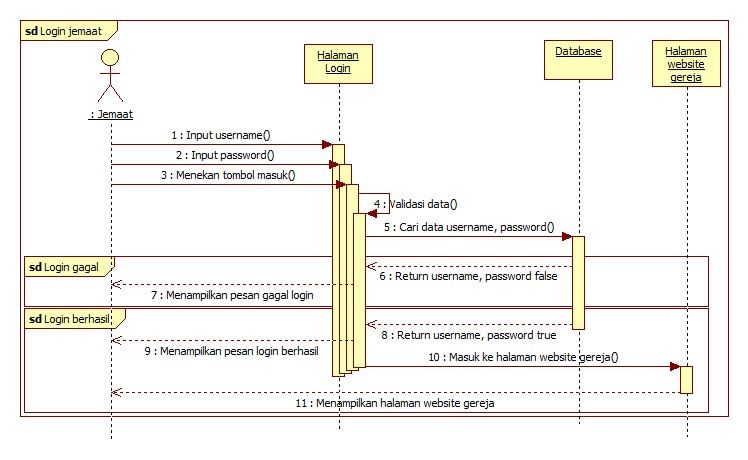 sd Login jemaat
Halaman
Login
Database
Halaman
website
gereja
: Jemaat
1 : Input username()
2 : Input password()
3 : Menekan tombol masuk()
4 : Validasi data()
5 : Cari data username, password()
sd Login gagal
6 : Return username, password false
7 : Menampilkan pesan gagal login
sd Login berhasil
8 : Return username, password true
9 : Menampilkan pesan login berhasil
10 : Masuk ke halaman website gereja()
11 : Menampilkan halaman website gereja